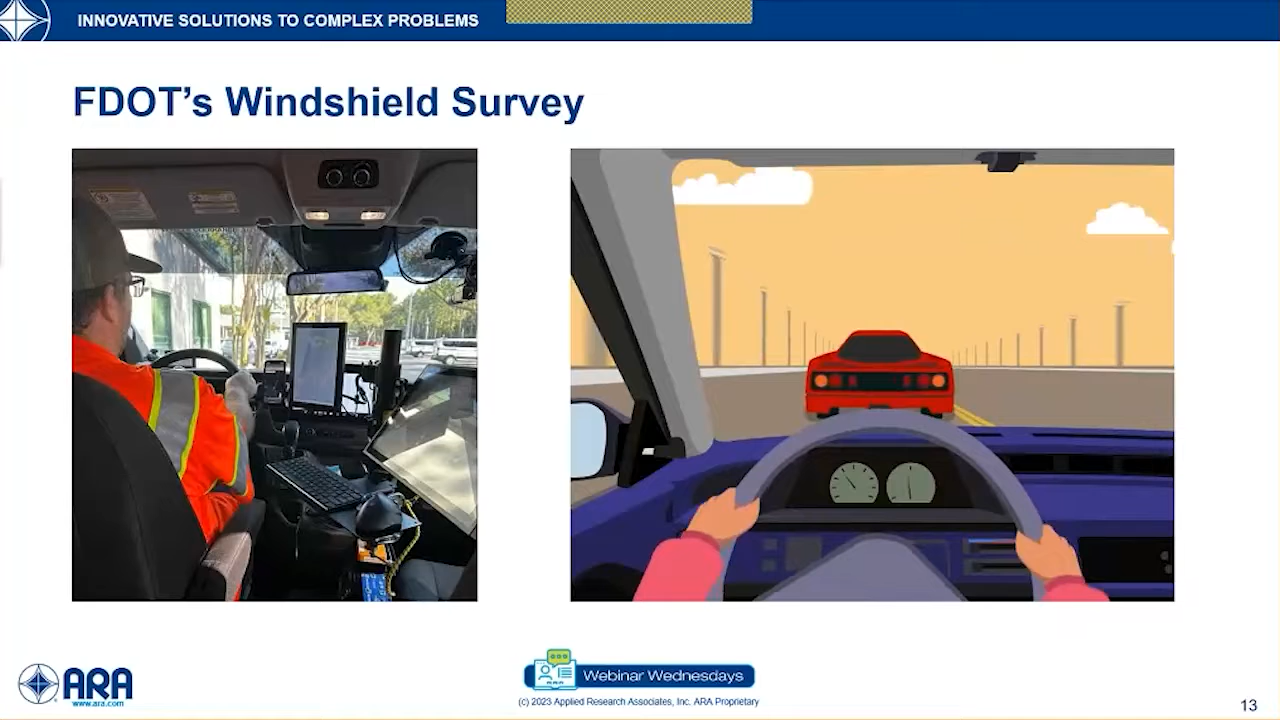 INNOVATIVE SOLUTIONS TO COMPLEX PROBLEMS
FDOT's Windshield Survey
ARA
www.ara.com
Webinar Wednesdays
(c) 2023 Applied Research Associates, Inc. ARA Proprietary
13